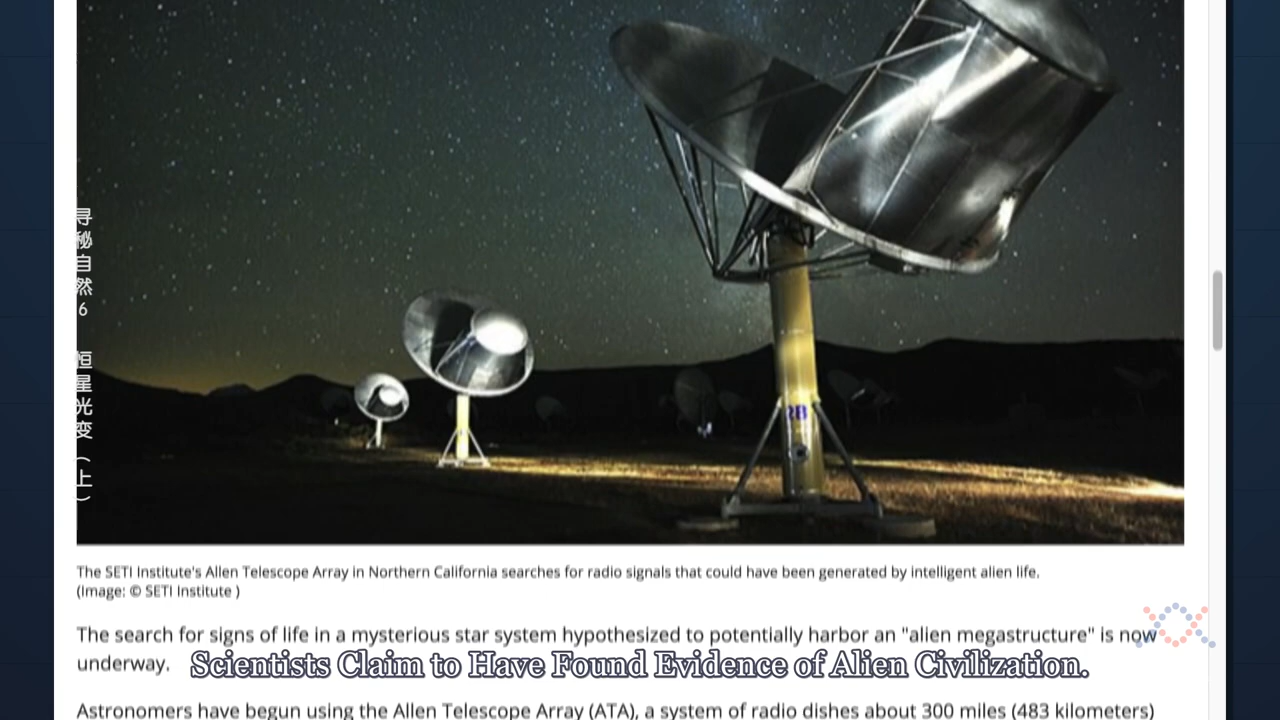 寻秘自然6 恒星光变（上）
2B
The SETI Institute's Allen Telescope Array in Northern California searches for radio signals that could have been generated by intelligent alien life.
(Image: © SETI Institute )
The search for signs of life in a mysterious star system hypothesized to potentially harbor an "alien megastructure" is now
underway.
Scientists Claim to Have Found Evidence of Alien Civilization.
Astronomers have begun using the Allen Telescope Array (ATA), a system of radio dishes about 300 miles (483 kilometers)